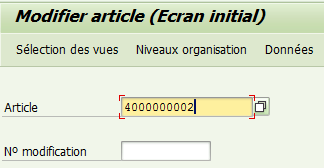 Modifier article (Ecran initial)
Sélection des vues Niveaux organisation Données
Article 4000000002
Nº modification